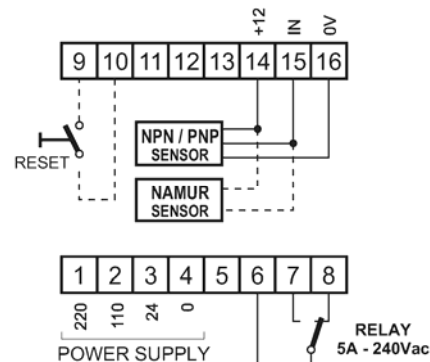 +12 IN 0V
9 10 11 12 13 14 15 16
NPN / PNP
SENSOR
RESET
NAMUR
SENSOR
1 2 3 4 5 6 7 8
220 110 24 0
RELAY
5A - 240Vac
POWER SUPPLY